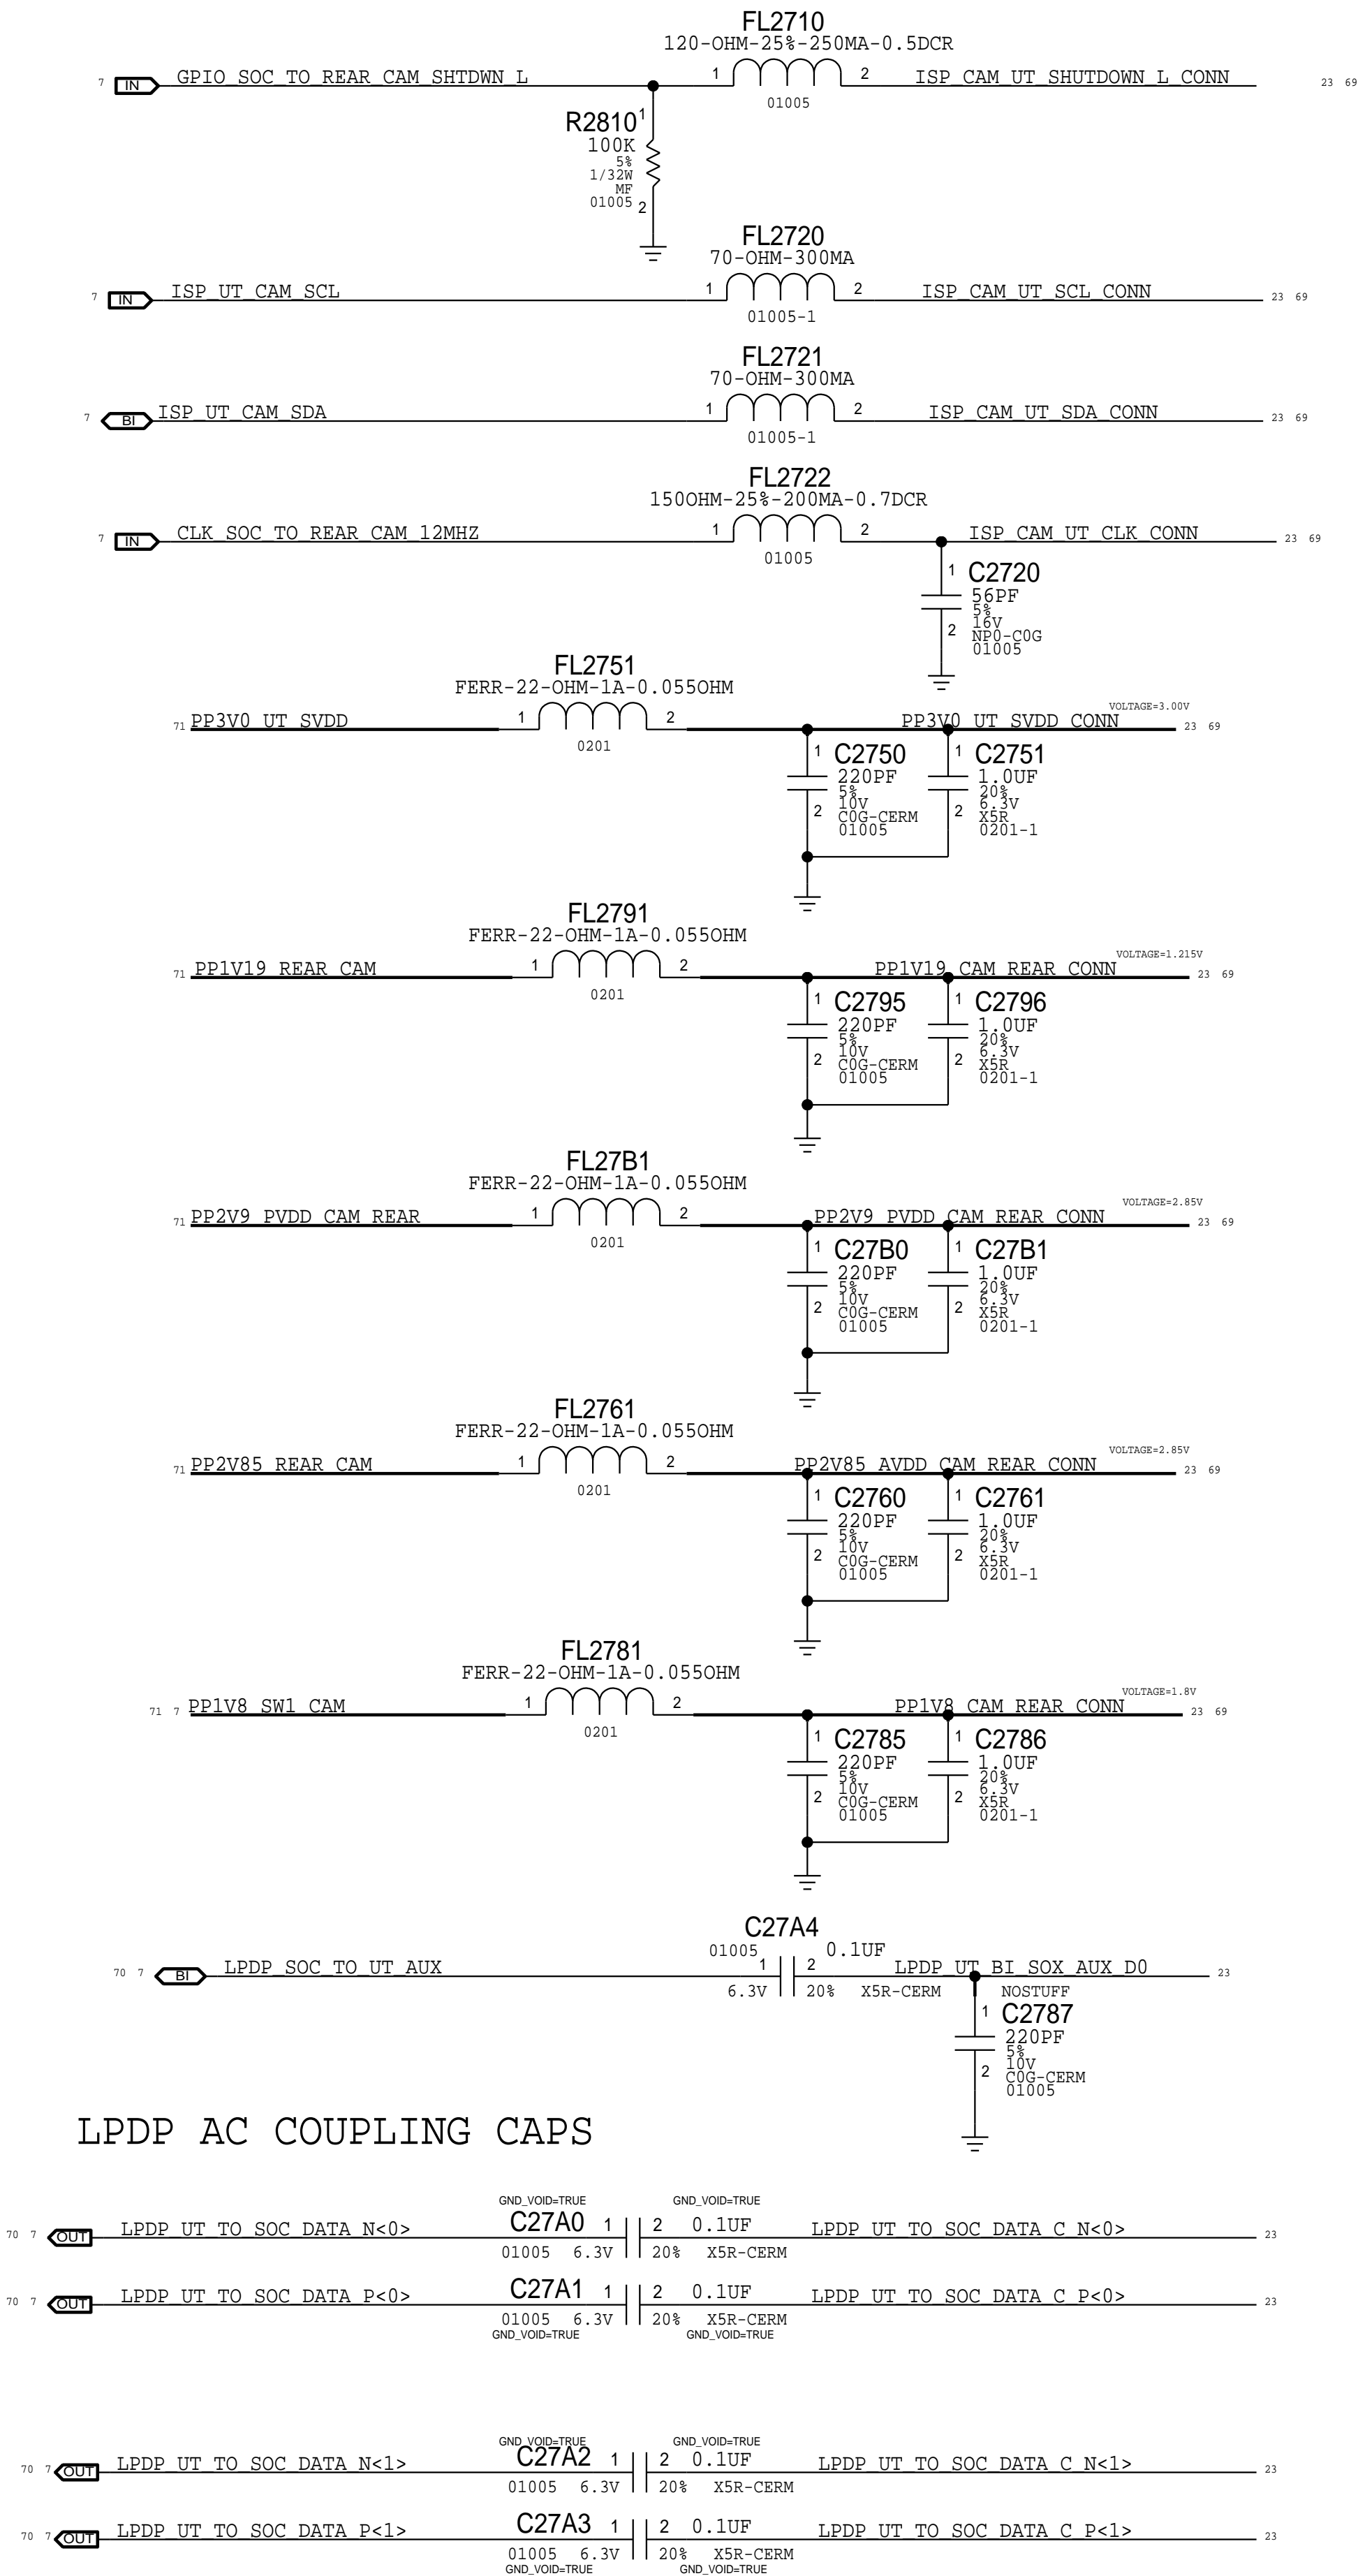 FL2710
120-OHM-25%-250MA-0.5DCR
7 IN GPIO_SOC_TO_REAR_CAM_SHTDWN_L 1 2 ISP_CAM_UT_SHUTDOWN_L_CONN 23 69
01005
R2810 1
100K
5%
1/32W
MF
01005 2
FL2720
70-OHM-300MA
7 IN ISP_UT_CAM_SCL 1 2 ISP_CAM_UT_SCL_CONN 23 69
01005-1
FL2721
70-OHM-300MA
7 BI ISP_UT_CAM_SDA 1 2 ISP_CAM_UT_SDA_CONN 23 69
01005-1
FL2722
150OHM-25%-200MA-0.7DCR
7 IN CLK_SOC_TO_REAR_CAM_12MHZ 1 2 ISP_CAM_UT_CLK_CONN 23 69
01005
1 C2720
56PF
5%
16V
2 NP0-C0G
01005
FL2751
FERR-22-OHM-1A-0.055OHM
VOLTAGE=3.00V
71 PP3V0_UT_SVDD 1 2 PP3V0_UT_SVDD_CONN 23 69
0201
1 C2750 1 C2751
220PF 1.0UF
5% 20%
10V 6.3V
2 C0G-CERM 2 X5R
01005 0201-1
FL2791
FERR-22-OHM-1A-0.055OHM
VOLTAGE=1.215V
71 PP1V19_REAR_CAM 1 2 PP1V19_CAM_REAR_CONN 23 69
0201
1 C2795 1 C2796
220PF 1.0UF
5% 20%
10V 6.3V
2 C0G-CERM 2 X5R
01005 0201-1
FL27B1
FERR-22-OHM-1A-0.055OHM
VOLTAGE=2.85V
71 PP2V9_PVDD_CAM_REAR 1 2 PP2V9_PVDD_CAM_REAR_CONN 23 69
0201
1 C27B0 1 C27B1
220PF 1.0UF
5% 20%
10V 6.3V
2 C0G-CERM 2 X5R
01005 0201-1
FL2761
FERR-22-OHM-1A-0.055OHM
VOLTAGE=2.85V
71 PP2V85_REAR_CAM 1 2 PP2V85_AVDD_CAM_REAR_CONN 23 69
0201
1 C2760 1 C2761
220PF 1.0UF
5% 20%
10V 6.3V
2 C0G-CERM 2 X5R
01005 0201-1
FL2781
FERR-22-OHM-1A-0.055OHM
VOLTAGE=1.8V
71 7 PP1V8_SW1_CAM 1 2 PP1V8_CAM_REAR_CONN 23 69
0201
1 C2785 1 C2786
220PF 1.0UF
5% 20%
10V 6.3V
2 C0G-CERM 2 X5R
01005 0201-1
C27A4
01005 0.1UF
70 7 BI LPDP_SOC_TO_UT_AUX 1 2 LPDP_UT_BI_SOX_AUX_D0 23
6.3V 20% X5R-CERM NOSTUFF
1 C2787
220PF
5%
10V
2 C0G-CERM
01005
LPDP AC COUPLING CAPS
GND_VOID=TRUE GND_VOID=TRUE
70 7 OUT LPDP_UT_TO_SOC_DATA_N<0> C27A0 1 2 0.1UF LPDP_UT_TO_SOC_DATA_C_N<0> 23
01005 6.3V 20% X5R-CERM
70 7 OUT LPDP_UT_TO_SOC_DATA_P<0> C27A1 1 2 0.1UF LPDP_UT_TO_SOC_DATA_C_P<0> 23
01005 6.3V 20% X5R-CERM
GND_VOID=TRUE GND_VOID=TRUE
GND_VOID=TRUE GND_VOID=TRUE
70 7 OUT LPDP_UT_TO_SOC_DATA_N<1> C27A2 1 2 0.1UF LPDP_UT_TO_SOC_DATA_C_N<1> 23
01005 6.3V 20% X5R-CERM
70 7 OUT LPDP_UT_TO_SOC_DATA_P<1> C27A3 1 2 0.1UF LPDP_UT_TO_SOC_DATA_C_P<1> 23
01005 6.3V 20% X5R-CERM
GND_VOID=TRUE GND_VOID=TRUE